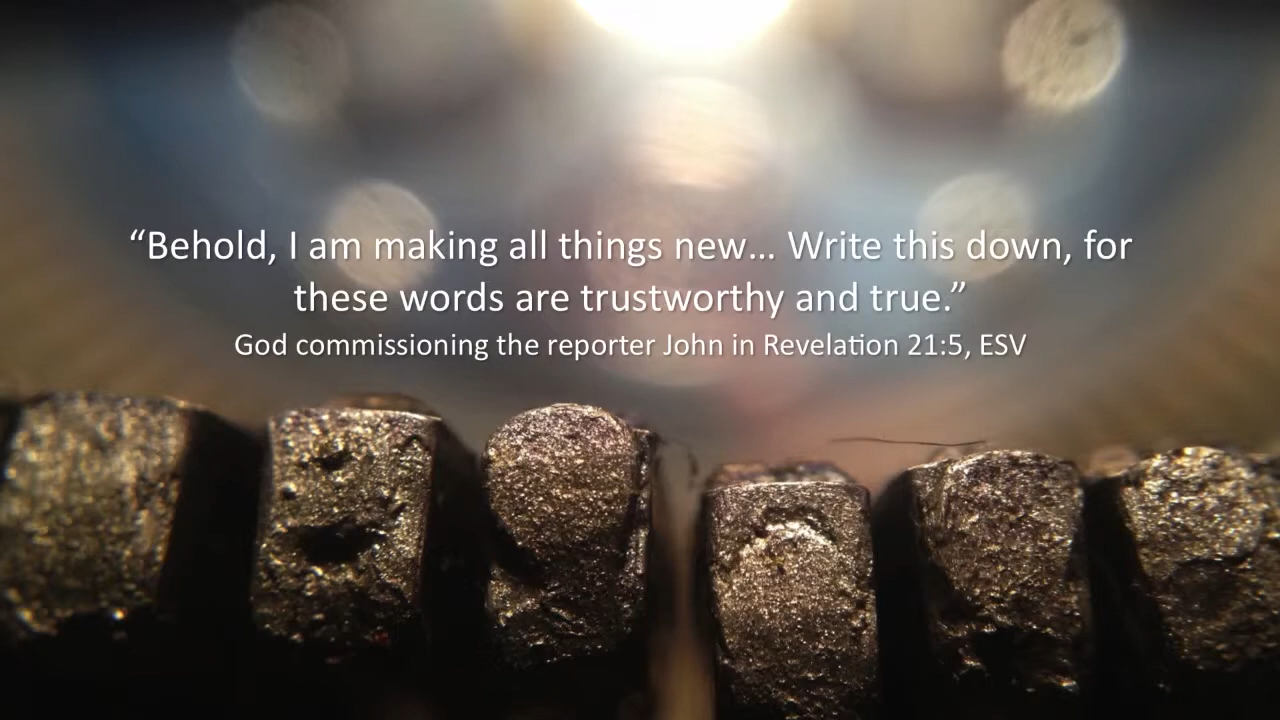 “Behold, I am making all things new... Write this down, for
these words are trustworthy and true.”
God commissioning the reporter John in Revelation 21:5, ESV